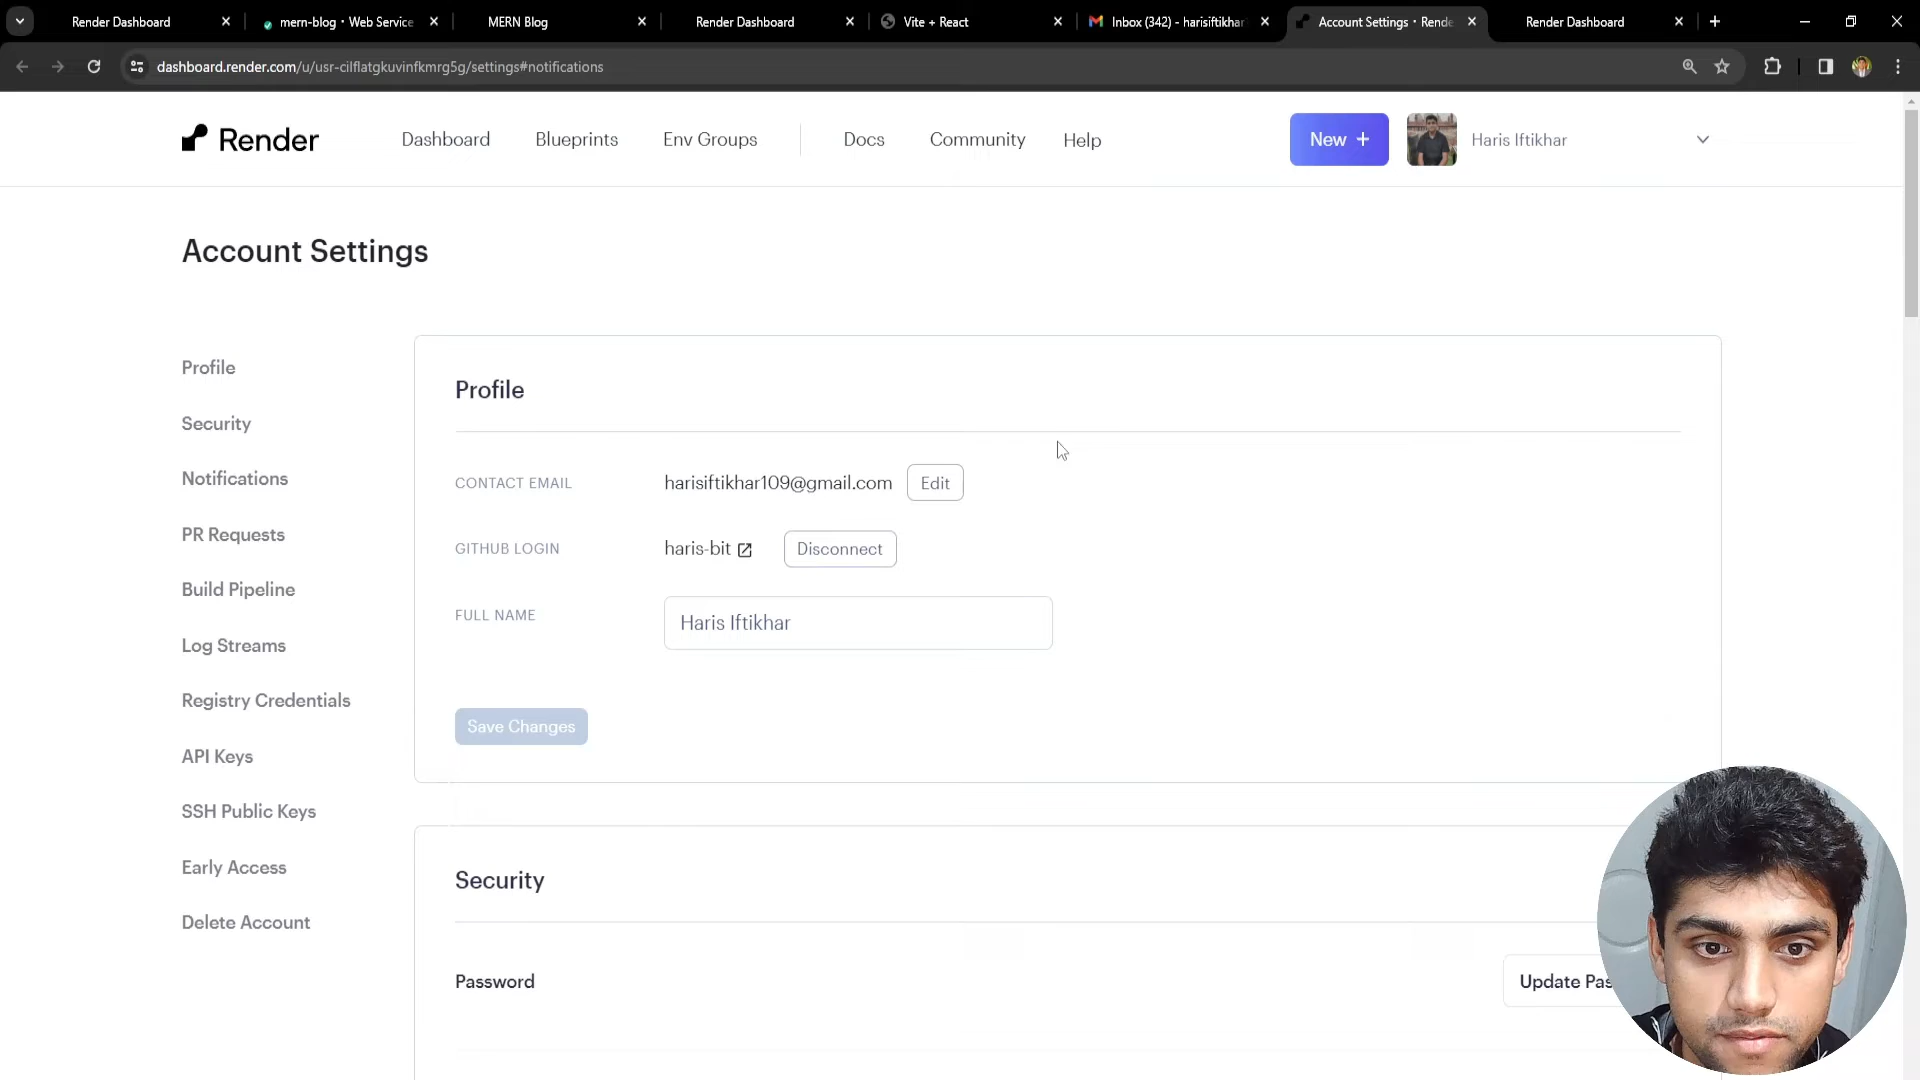 Render Dashboard
mern-blog · Web Service
MERN Blog
Render Dashboard
Vite + React
Inbox (342) - harisiftikhar
Account Settings · Rende
Render Dashboard
dashboard.render.com/u/usr-cilflatgkuvinfkmrg5g/settings#notifications
Render
Dashboard
Blueprints
Env Groups
Docs
Community
Help
New +
Haris Iftikhar
Account Settings
Profile
Security
Notifications
PR Requests
Build Pipeline
Log Streams
Registry Credentials
API Keys
SSH Public Keys
Early Access
Delete Account
Profile
CONTACT EMAIL
harisiftikhar109@gmail.com
Edit
GITHUB LOGIN
haris-bit
Disconnect
FULL NAME
Haris Iftikhar
Save Changes
Security
Password
Update Pas